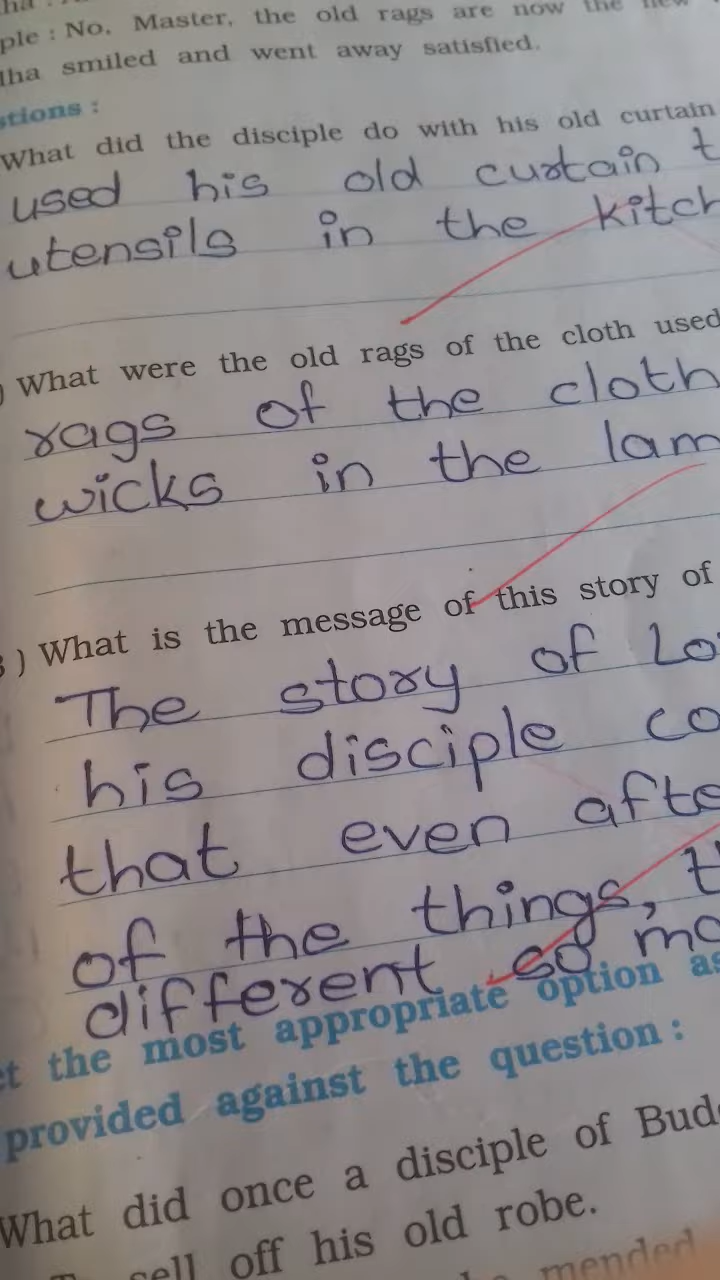 ple : No, Master, the old rags are now the new
smiled and went away satisfied.
stions :
What did the disciple do with his old curtain
used his old curtain t
utensils in the kitch
) What were the old rags of the cloth used
rags of the cloth
wicks in the lam
) What is the message of this story of
The story of Lo
his disciple co
that even afte
of the things, t
different so mo
the most appropriate option as
provided against the question :
What did once a disciple of Bud
sell off his old robe.
mended